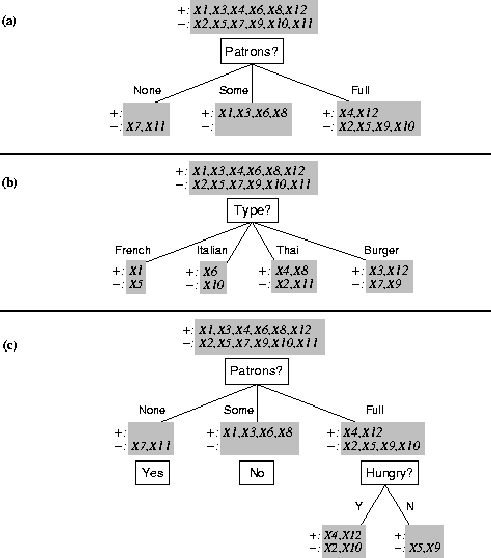 (a)
+: X1,X3,X4,X6,X8,X12
−: X2,X5,X7,X9,X10,X11
Patrons?
None Some Full
+: +: X1,X3,X6,X8 +: X4,X12
−: X7,X11 −: −: X2,X5,X9,X10
(b)
+: X1,X3,X4,X6,X8,X12
−: X2,X5,X7,X9,X10,X11
Type?
French Italian Thai Burger
+: X1 +: X6 +: X4,X8 +: X3,X12
−: X5 −: X10 −: X2,X11 −: X7,X9
(c)
+: X1,X3,X4,X6,X8,X12
−: X2,X5,X7,X9,X10,X11
Patrons?
None Some Full
+: +: X1,X3,X6,X8 +: X4,X12
−: X7,X11 −: −: X2,X5,X9,X10
Yes No Hungry?
Y N
+: X4,X12 +:
−: X2,X10 −: X5,X9